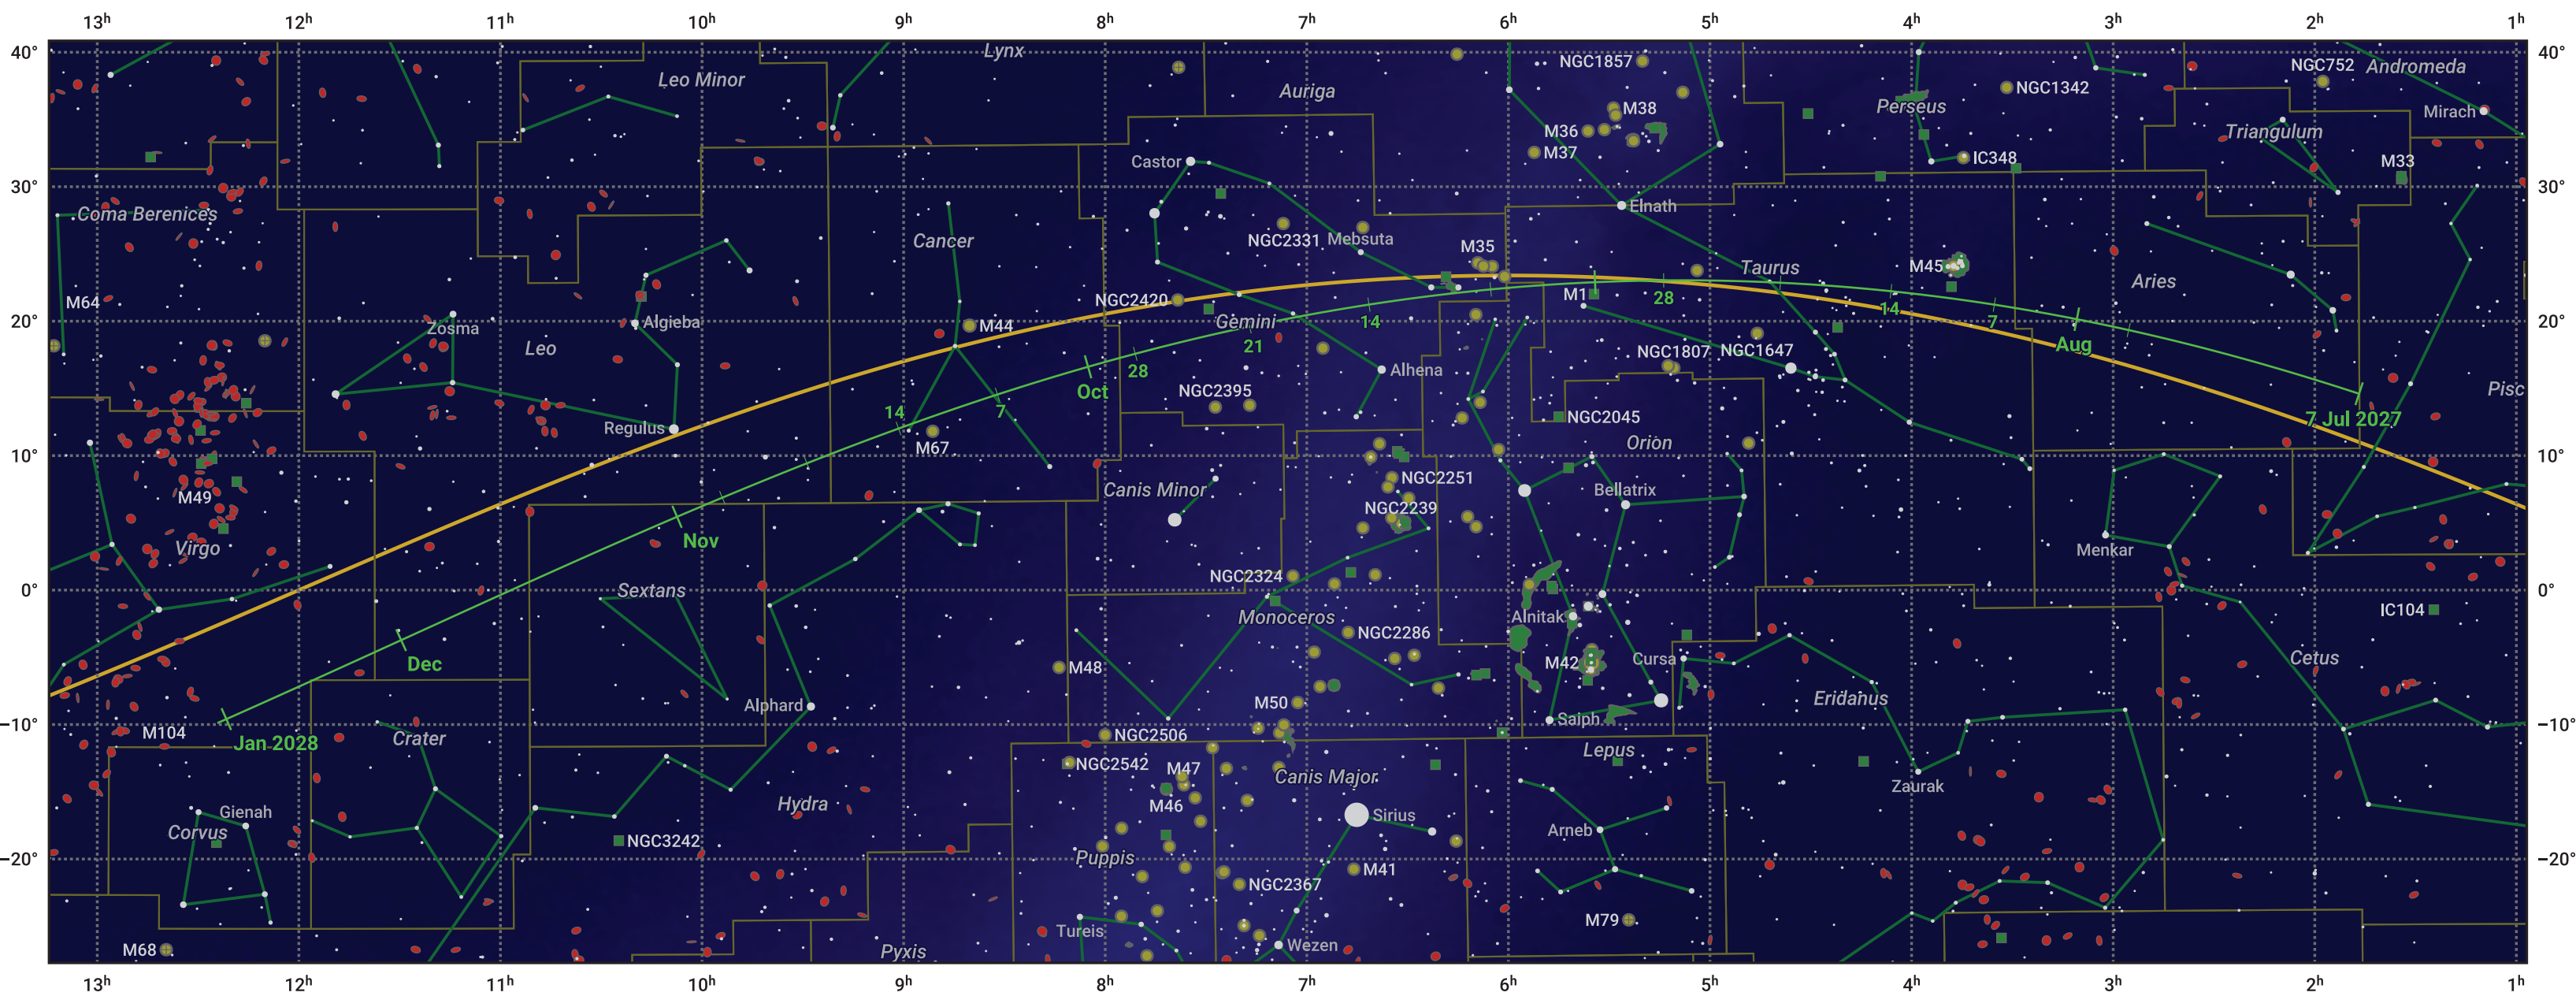 13h 12h 11h 10h 9h 8h 7h 6h 5h 4h 3h 2h 1h
40° Lynx NGC1857 NGC752 Andromeda 40°
Leo Minor Auriga Perseus NGC1342
M38 Mirach
M36 Triangulum
M37 IC348 M33
Castor
30° 30°
Coma Berenices Elnath
Cancer NGC2331 Mebsuta M35
M45 Taurus Aries
M64 NGC2420 M1 28
20° Zosma Algieba M44 Gemini 14 14 7 20°
Leo 21 Aug
28 NGC1807 NGC1647
Oct Alhena
NGC2395 Pisc
14 7 NGC2045 7 Jul 2027
Regulus M67 Orion
10° 10°
M49 Canis Minor NGC2251 Bellatrix
NGC2239
Virgo Nov Menkar
0° Sextans NGC2324 0°
Monoceros Alnitak IC104
NGC2286
Dec M48 M42 Cursa Cetus
Alphard M50 Eridanus
−10° Saiph −10°
M104 Jan 2028 Crater NGC2506 Lepus
NGC2542 M47 Canis Major
Zaurak
Hydra M46
Gienah Sirius
Corvus NGC3242 Arneb
−20° Puppis M41 −20°
NGC2367
M79
Tureis
M68 Pyxis Wezen
13h 12h 11h 10h 9h 8h 7h 6h 5h 4h 3h 2h 1h